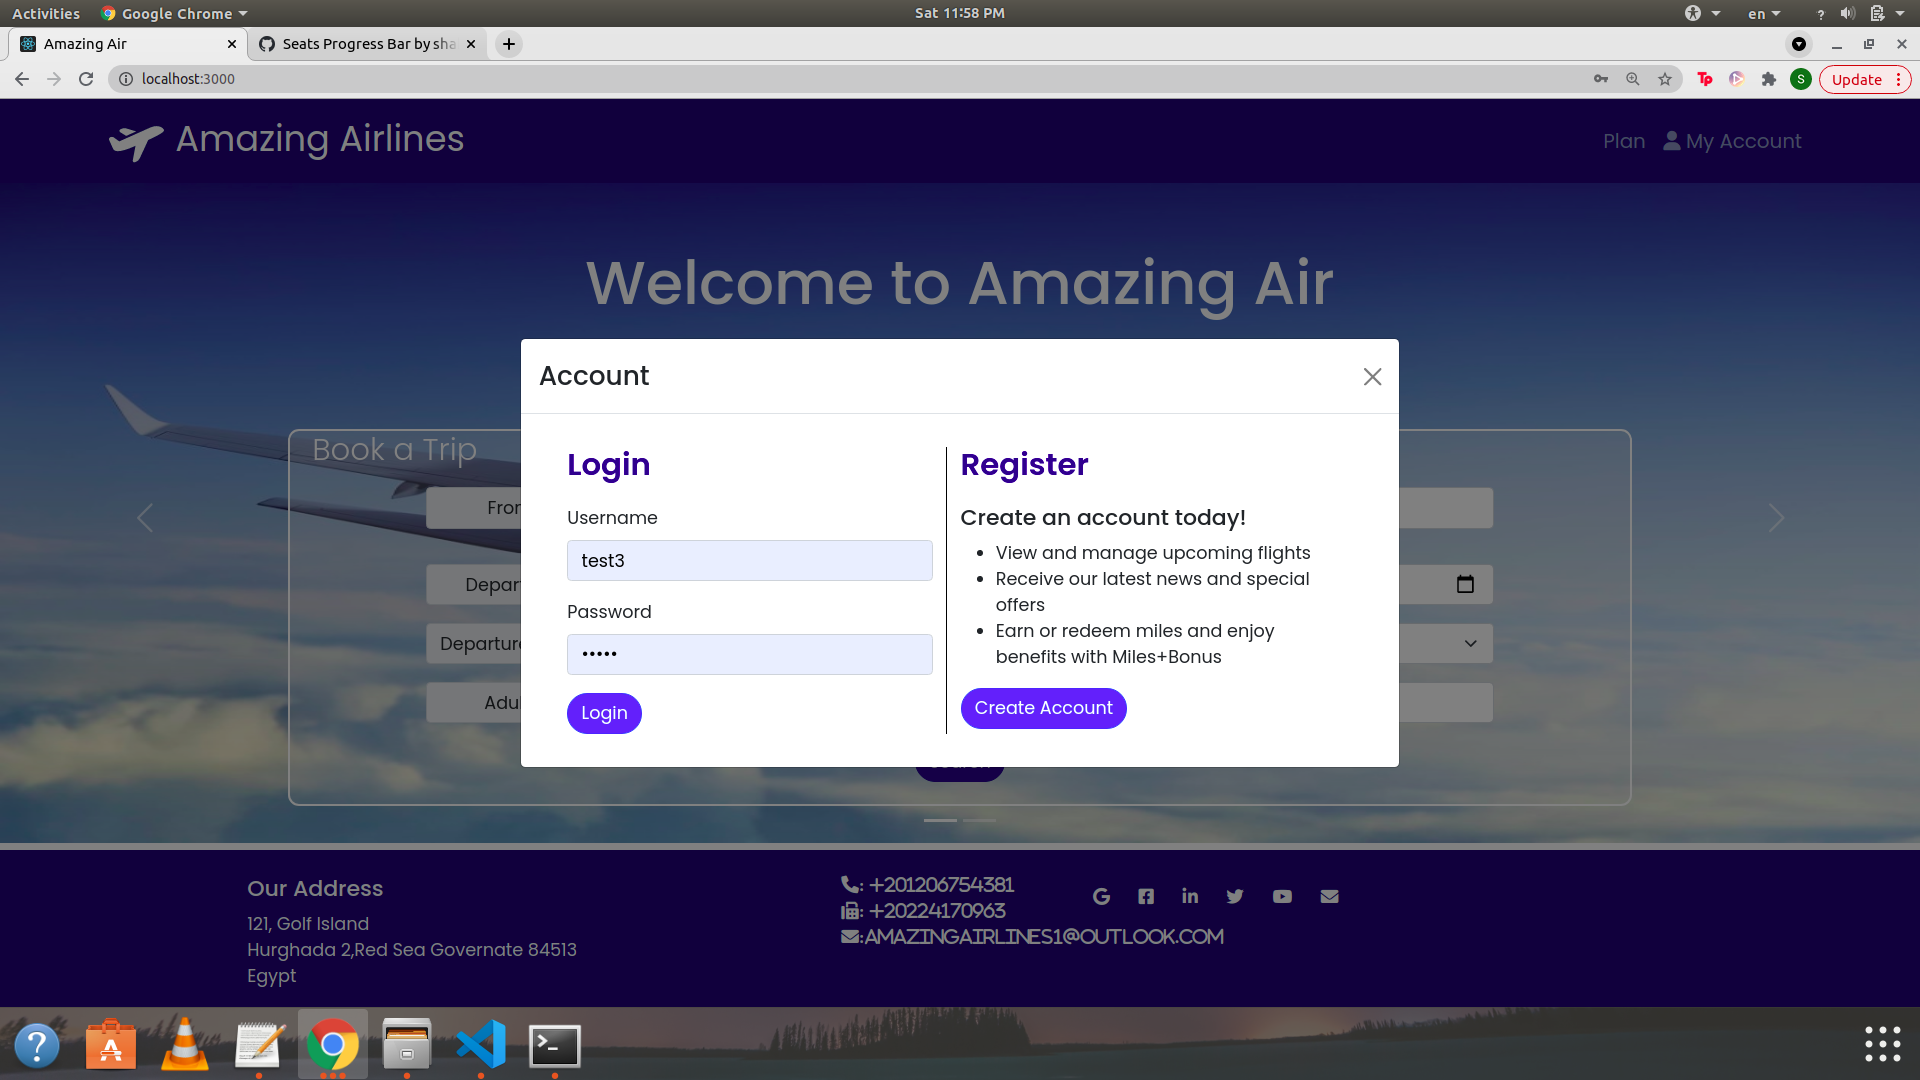 Activities Google Chrome Sat 11:58 PM en ?
Amazing Air Seats Progress Bar by sha
localhost:3000 Tp S Update
Amazing Airlines Plan My Account
Welcome to Amazing Air
Account
Book a Trip
Login
Username
test3
Password
•••••
Login
Register
Create an account today!
• View and manage upcoming flights
• Receive our latest news and special
offers
• Earn or redeem miles and enjoy
benefits with Miles+Bonus
Create Account
Departure
Our Address
121, Golf Island
Hurghada 2,Red Sea Governate 84513
Egypt
: +201206754381
: +20224170963
:AMAZINGAIRLINES1@OUTLOOK.COM